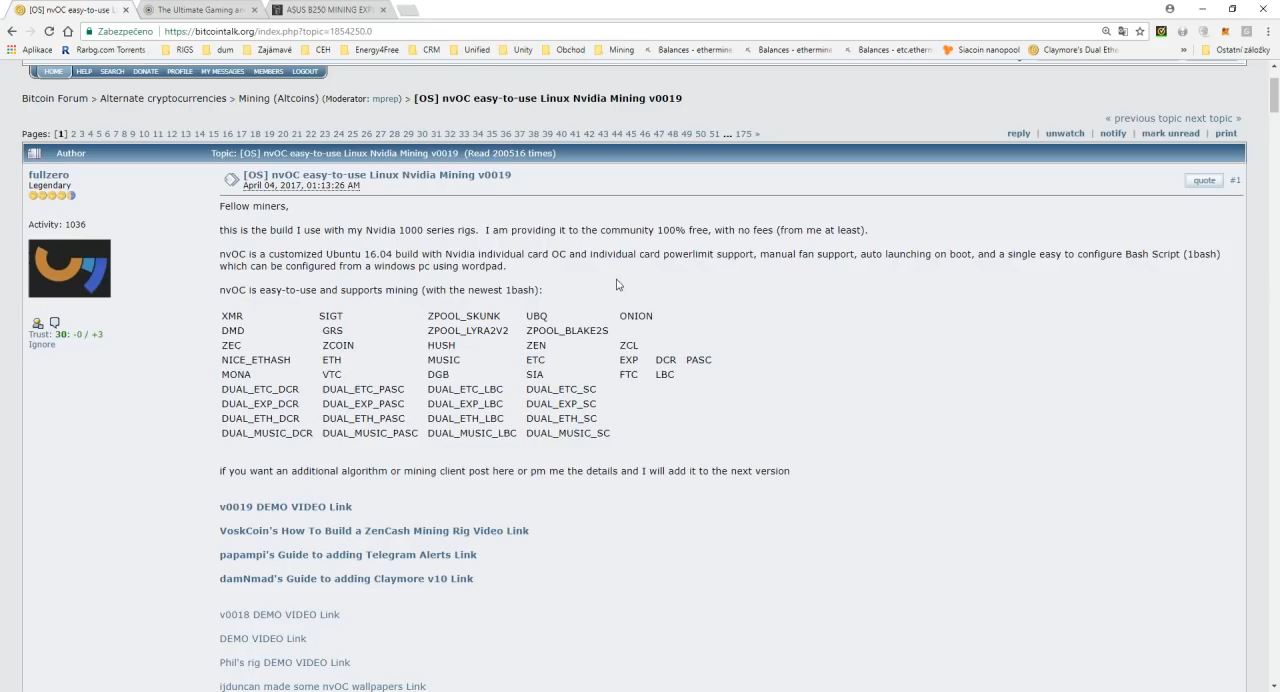 [OS] nvOC easy-to-use L
The Ultimate Gaming an
ASUS B250 MINING EXP
Zabezpečeno
https://bitcointalk.org/index.php?topic=1854250.0
Aplikace
Rarbg.com Torrents
RIGS
dum
Zajímavé
CEH
Energy4Free
CRM
Unified
Unity
Obchod
Mining
Balances - ethermine
Balances - ethermine
Balances - etc.ethern
Siacoin nanopool
Claymore's Dual Ethe
»
Ostatní záložky
HOME HELP SEARCH DONATE PROFILE MY MESSAGES MEMBERS LOGOUT
Bitcoin Forum > Alternate cryptocurrencies > Mining (Altcoins) (Moderator: mprep) > [OS] nvOC easy-to-use Linux Nvidia Mining v0019
« previous topic next topic »
Pages: [1] 2 3 4 5 6 7 8 9 10 11 12 13 14 15 16 17 18 19 20 21 22 23 24 25 26 27 28 29 30 31 32 33 34 35 36 37 38 39 40 41 42 43 44 45 46 47 48 49 50 51 ... 175 »
reply unwatch notify mark unread print
Author
Topic: [OS] nvOC easy-to-use Linux Nvidia Mining v0019 (Read 200516 times)
fullzero
Legendary
Activity: 1036
Trust: 30: -0 / +3
Ignore
[OS] nvOC easy-to-use Linux Nvidia Mining v0019
April 04, 2017, 01:13:26 AM
quote #1
Fellow miners,
this is the build I use with my Nvidia 1000 series rigs. I am providing it to the community 100% free, with no fees (from me at least).
nvOC is a customized Ubuntu 16.04 build with Nvidia individual card OC and individual card powerlimit support, manual fan support, auto launching on boot, and a single easy to configure Bash Script (1bash)
which can be configured from a windows pc using wordpad.
nvOC is easy-to-use and supports mining (with the newest 1bash):
XMR SIGT ZPOOL_SKUNK UBQ ONION
DMD GRS ZPOOL_LYRA2V2 ZPOOL_BLAKE2S
ZEC ZCOIN HUSH ZEN ZCL
NICE_ETHASH ETH MUSIC ETC EXP DCR PASC
MONA VTC DGB SIA FTC LBC
DUAL_ETC_DCR DUAL_ETC_PASC DUAL_ETC_LBC DUAL_ETC_SC
DUAL_EXP_DCR DUAL_EXP_PASC DUAL_EXP_LBC DUAL_EXP_SC
DUAL_ETH_DCR DUAL_ETH_PASC DUAL_ETH_LBC DUAL_ETH_SC
DUAL_MUSIC_DCR DUAL_MUSIC_PASC DUAL_MUSIC_LBC DUAL_MUSIC_SC
if you want an additional algorithm or mining client post here or pm me the details and I will add it to the next version
v0019 DEMO VIDEO Link
VoskCoin's How To Build a ZenCash Mining Rig Video Link
papampi's Guide to adding Telegram Alerts Link
damNmad's Guide to adding Claymore v10 Link
v0018 DEMO VIDEO Link
DEMO VIDEO Link
Phil's rig DEMO VIDEO Link
ijduncan made some nvOC wallpapers Link